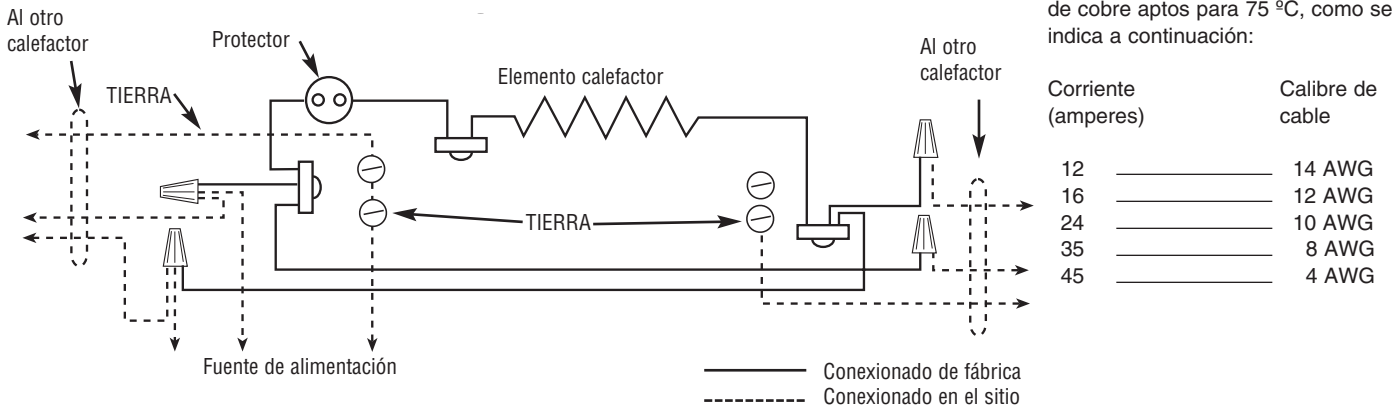 Al otro
calefactor
Protector
TIERRA
Elemento calefactor
Al otro
calefactor
TIERRA
Fuente de alimentación
Conexionado de fábrica
Conexionado en el sitio
de cobre aptos para 75 ºC, como se
indica a continuación:
Corriente Calibre de
(amperes) cable
12 14 AWG
16 12 AWG
24 10 AWG
35 8 AWG
45 4 AWG